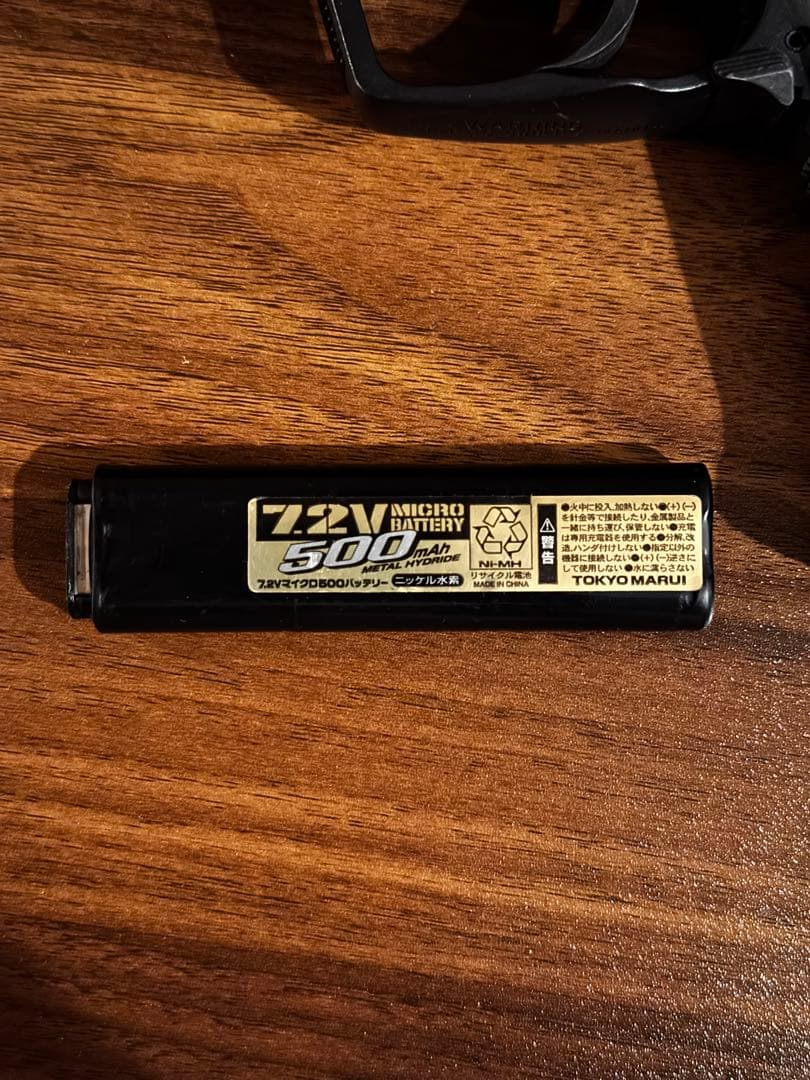 WARNING
7.2V MICRO BATTERY
500mAh
METAL HYDRIDE
7.2Vマイクロ500バッテリー ニッケル水素
Ni-MH
リサイクル電池
MADE IN CHINA
警告
●火中に投入、加熱しない●(+)(−)
を針金等で接続したり、金属製品と
一緒に持ち運び、保管しない●充電
は専用充電器を使用する●分解、改
造、ハンダ付けしない●指定以外の
機器に接続しない●(+)(−)逆さに
して使用しない●水に濡らさない
TOKYO MARUI